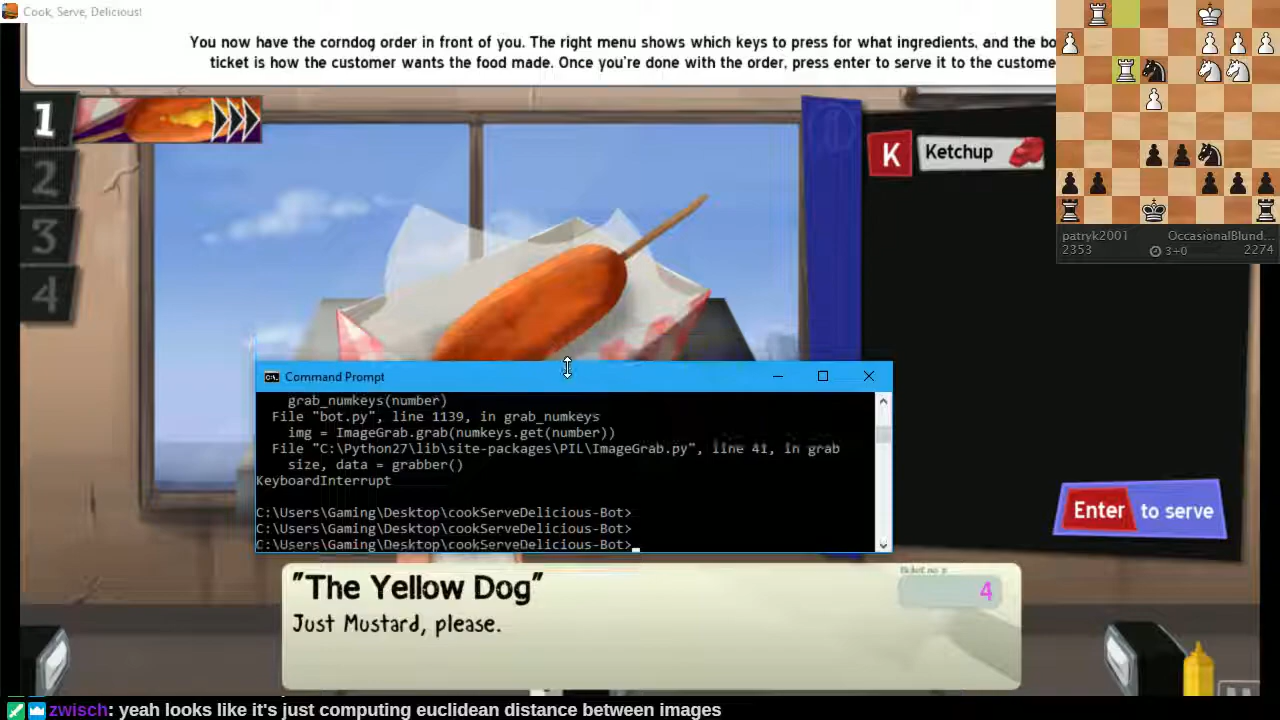 Cook, Serve, Delicious!
You now have the corndog order in front of you. The right menu shows which keys to press for what ingredients, and the bo
ticket is how the customer wants the food made. Once you're done with the order, press enter to serve it to the custome
1
2
3
4
K Ketchup
patryk2001 OccasionalBlund...
2353 3+0 2274
Command Prompt
grab_numkeys(number)
File "bot.py", line 1139, in grab_numkeys
img = ImageGrab.grab(numkeys.get(number))
File "C:\Python27\lib\site-packages\PIL\ImageGrab.py", line 41, in grab
size, data = grabber()
KeyboardInterrupt
C:\Users\Gaming\Desktop\cookServeDelicious-Bot>
C:\Users\Gaming\Desktop\cookServeDelicious-Bot>
C:\Users\Gaming\Desktop\cookServeDelicious-Bot>
Enter to serve
"The Yellow Dog"
4
Just Mustard, please.
zwisch: yeah looks like it's just computing euclidean distance between images